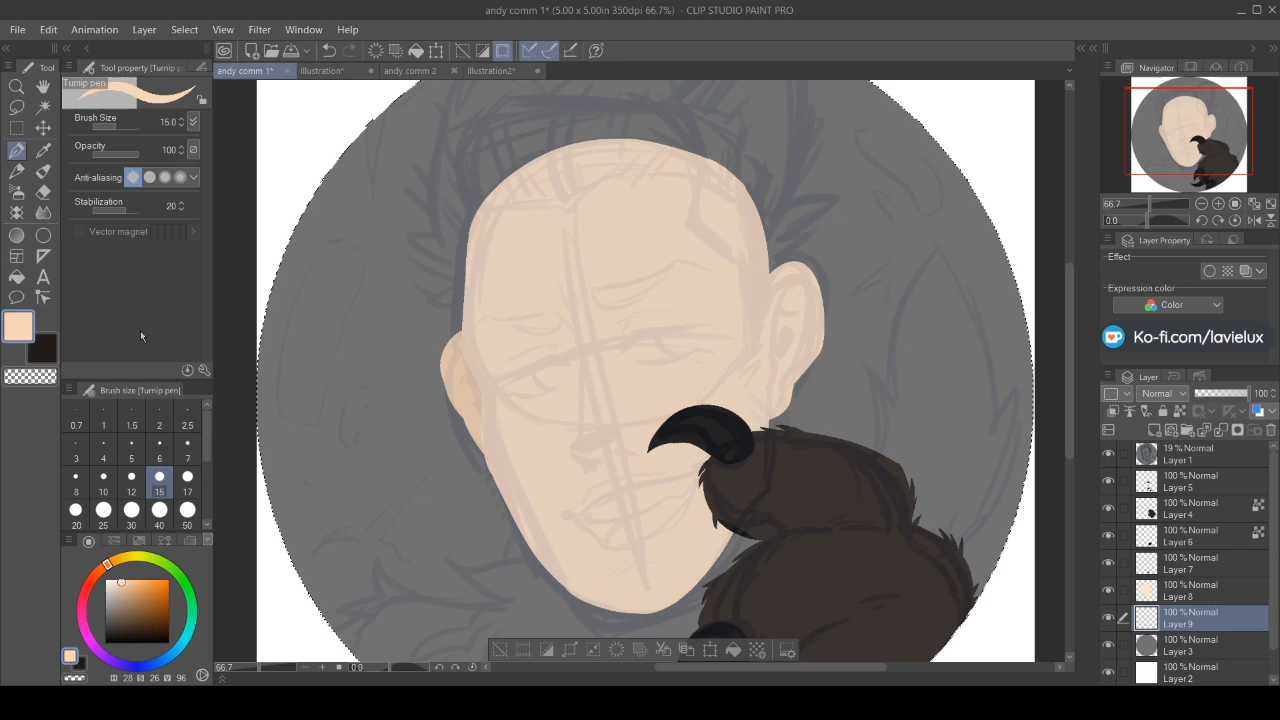 andy comm 1* (5.00 x 5.00in 350dpi 66.7%) - CLIP STUDIO PAINT PRO
File Edit Animation Layer Select View Filter Window Help
Tool
Tool property [Turnip p
andy comm 1*
Illustration*
andy comm 2
Illustration2*
Navigator
Turnip pen
Brush Size 15.0
Opacity 100
Anti-aliasing
Stabilization 20
Vector magnet
66.7
0.0
Layer Property
Effect
Expression color
Color
Ko-fi.com/lavielux
Brush size [Turnip pen]
0.7 1 1.5 2 2.5
3 4 5 6 7
8 10 12 15 17
20 25 30 40 50
Layer
Normal 100
19 % Normal
Layer 1
100 % Normal
Layer 5
100 % Normal
Layer 4
100 % Normal
Layer 6
100 % Normal
Layer 7
100 % Normal
Layer 8
100 % Normal
Layer 9
100 % Normal
Layer 3
100 % Normal
Layer 2
66.7 0.0
H 28 S 26 V 96